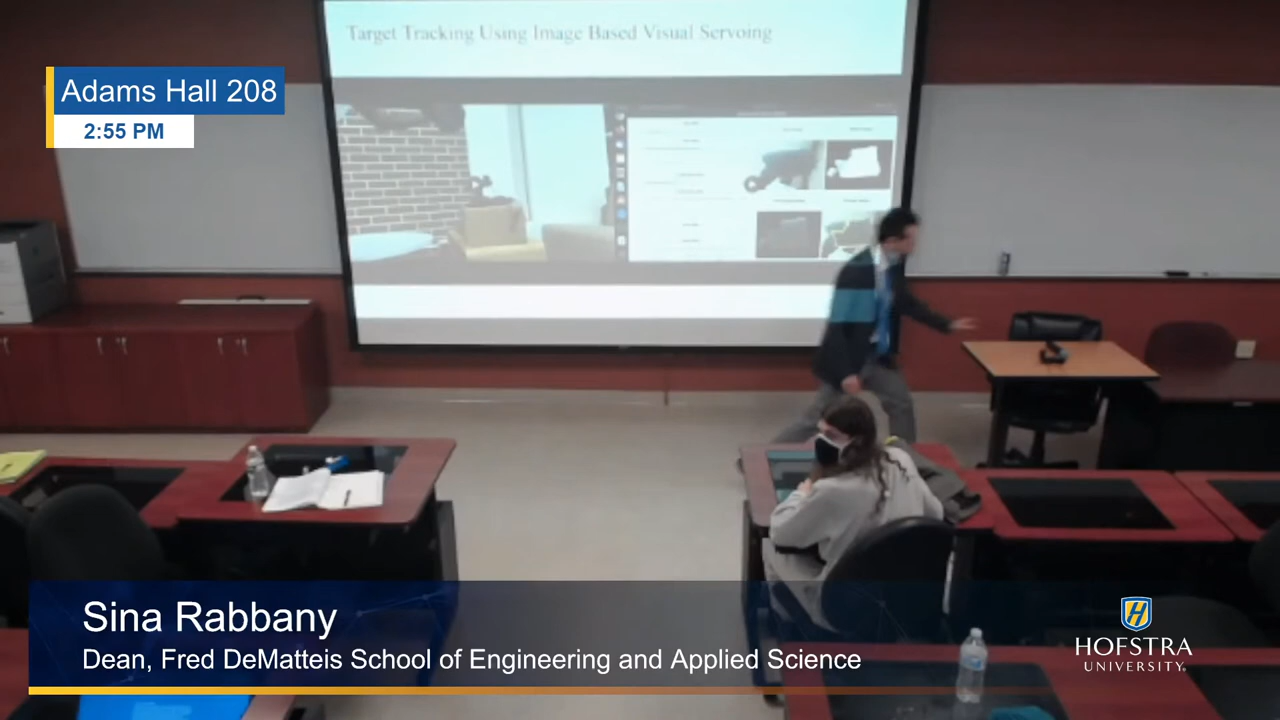 Target Tracking Using Image Based Visual Servoing
Adams Hall 208
2:55 PM
Sina Rabbany
Dean, Fred DeMatteis School of Engineering and Applied Science
HOFSTRA
UNIVERSITY